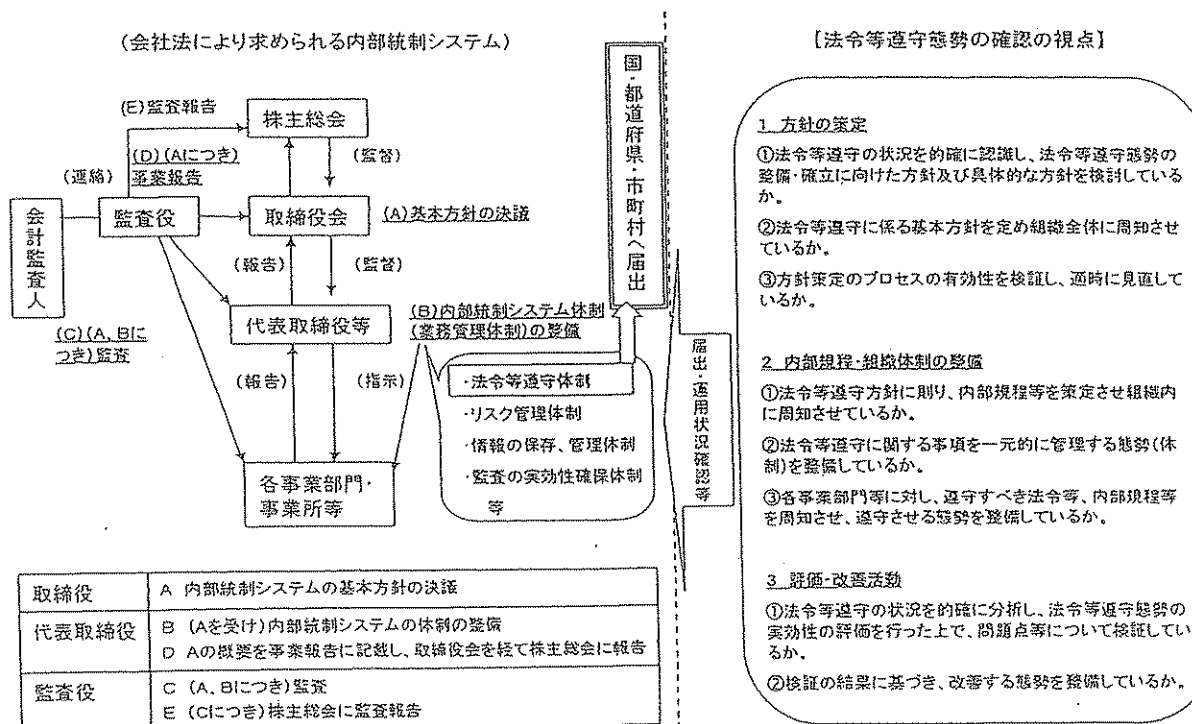 (会社法により求められる内部統制システム)
(E)監査報告
株主総会
(D)(Aにつき)
事業報告
(監督)
(連絡)
会計監査人
監査役
取締役会
(A)基本方針の決議
(報告)
(監督)
代表取締役等
(B)内部統制システム体制
(業務管理体制)の整備
(C)(A、Bに
つき)監査
(報告)
(指示)
・法令等遵守体制
・リスク管理体制
・情報の保存、管理体制
・監査の実効性確保体制
等
各事業部門・
事業所等
国・都道府県・市町村へ届出
届出・運用状況確認等
取締役
A 内部統制システムの基本方針の決議
代表取締役
B (Aを受け)内部統制システムの体制の整備
D Aの概要を事業報告に記載し、取締役会を経て株主総会に報告
監査役
C (A、Bにつき)監査
E (Cにつき)株主総会に監査報告
【法令等遵守態勢の確認の視点】
1 方針の策定
①法令等遵守の状況を的確に認識し、法令等遵守態勢の
整備・確立に向けた方針及び具体的な方針を検討している
か。
②法令等遵守に係る基本方針を定め組織全体に周知させ
ているか。
③方針策定のプロセスの有効性を検証し、適時に見直して
いるか。
2 内部規程・組織体制の整備
①法令等遵守方針に則り、内部規程等を策定させ組織内
に周知させているか。
②法令等遵守に関する事項を一元的に管理する態勢(体
制)を整備しているか。
③各事業部門等に対し、遵守すべき法令等、内部規程等
を周知させ、遵守させる態勢を整備しているか。
3 評価・改善活動
①法令等遵守の状況を的確に分析し、法令等遵守態勢の
実効性の評価を行った上で、問題点等について検証してい
るか。
②検証の結果に基づき、改善する態勢を整備しているか。